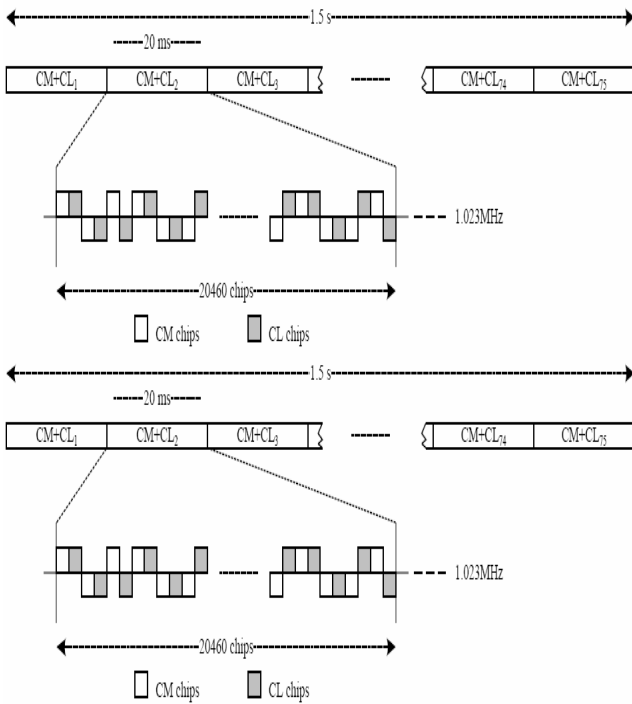 1.5 s
20 ms
CM+CL1 CM+CL2 CM+CL3 CM+CL74 CM+CL75
1.023MHz
20460 chips
CM chips CL chips
1.5 s
20 ms
CM+CL1 CM+CL2 CM+CL3 CM+CL74 CM+CL75
1.023MHz
20460 chips
CM chips CL chips